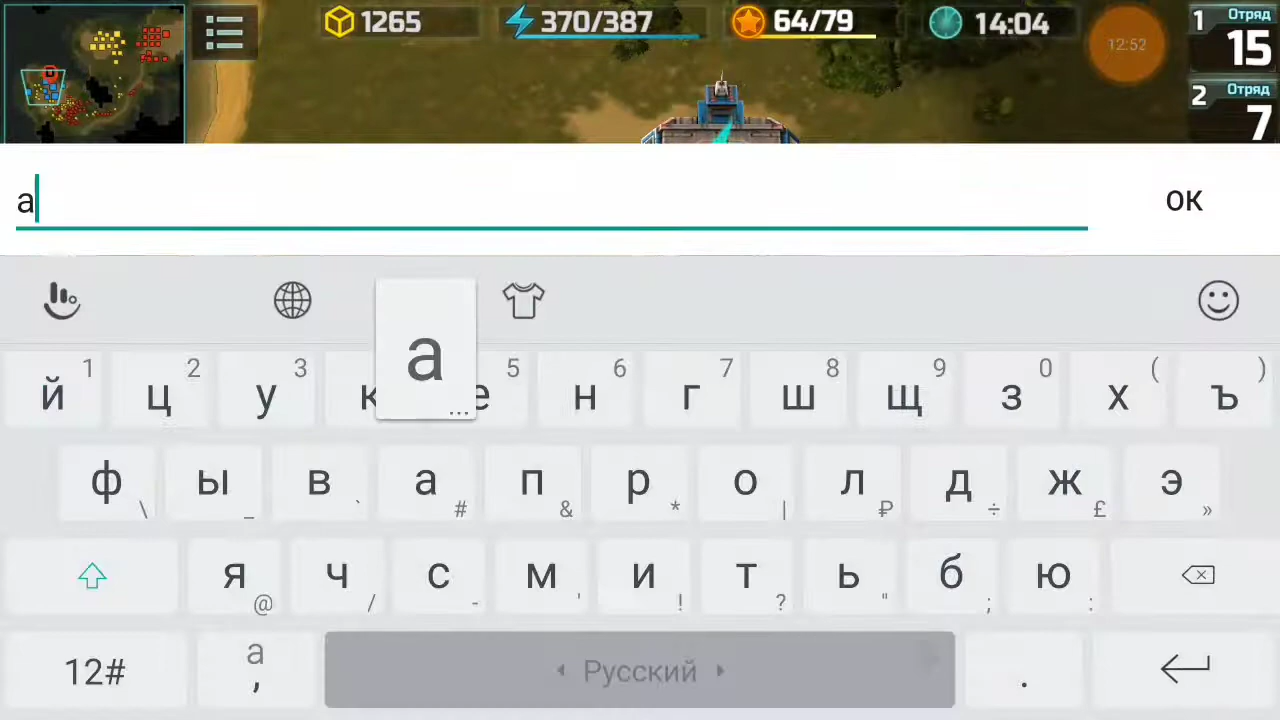 1265 370/387 64/79 14:04 12:52
1 Отряд 15
2 Отряд 7
а ОК
а
й 1 ц 2 у 3 к е 5 н 6 г 7 ш 8 щ 9 з 0 х ( ъ )
ф \ ы _ в ` а # п & р * о | л ₽ д ÷ ж £ э »
я @ ч / с - м ' и ! т ? ь " б ; ю :
12# а , Русский .